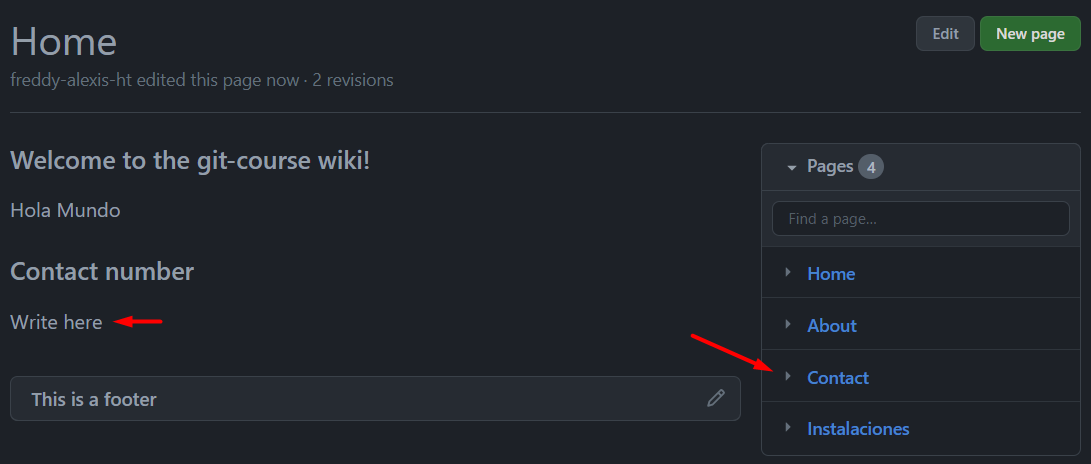 Home
Edit
New page
freddy-alexis-ht edited this page now · 2 revisions
Welcome to the git-course wiki!
Hola Mundo
Contact number
Write here
This is a footer
Pages 4
Find a page...
Home
About
Contact
Instalaciones